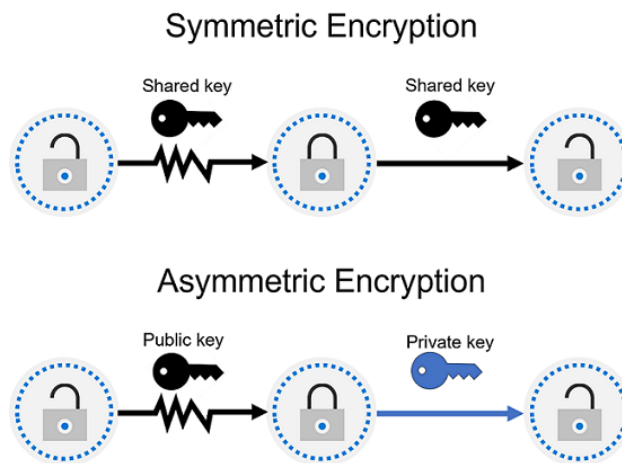 Symmetric Encryption
Shared key
Shared key
Asymmetric Encryption
Public key
Private key